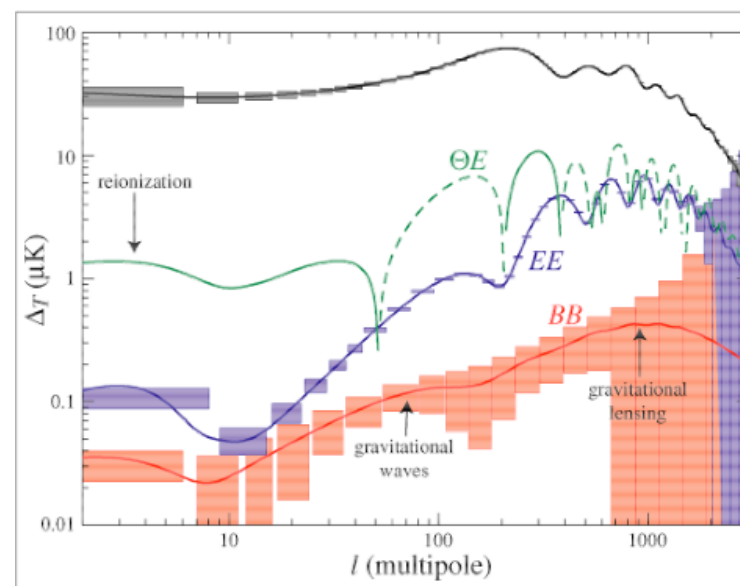 100
10
1
0.1
0.01
Δ_T (μK)
reionization
ΘE
EE
BB
gravitational
waves
gravitational
lensing
10
100
1000
l (multipole)